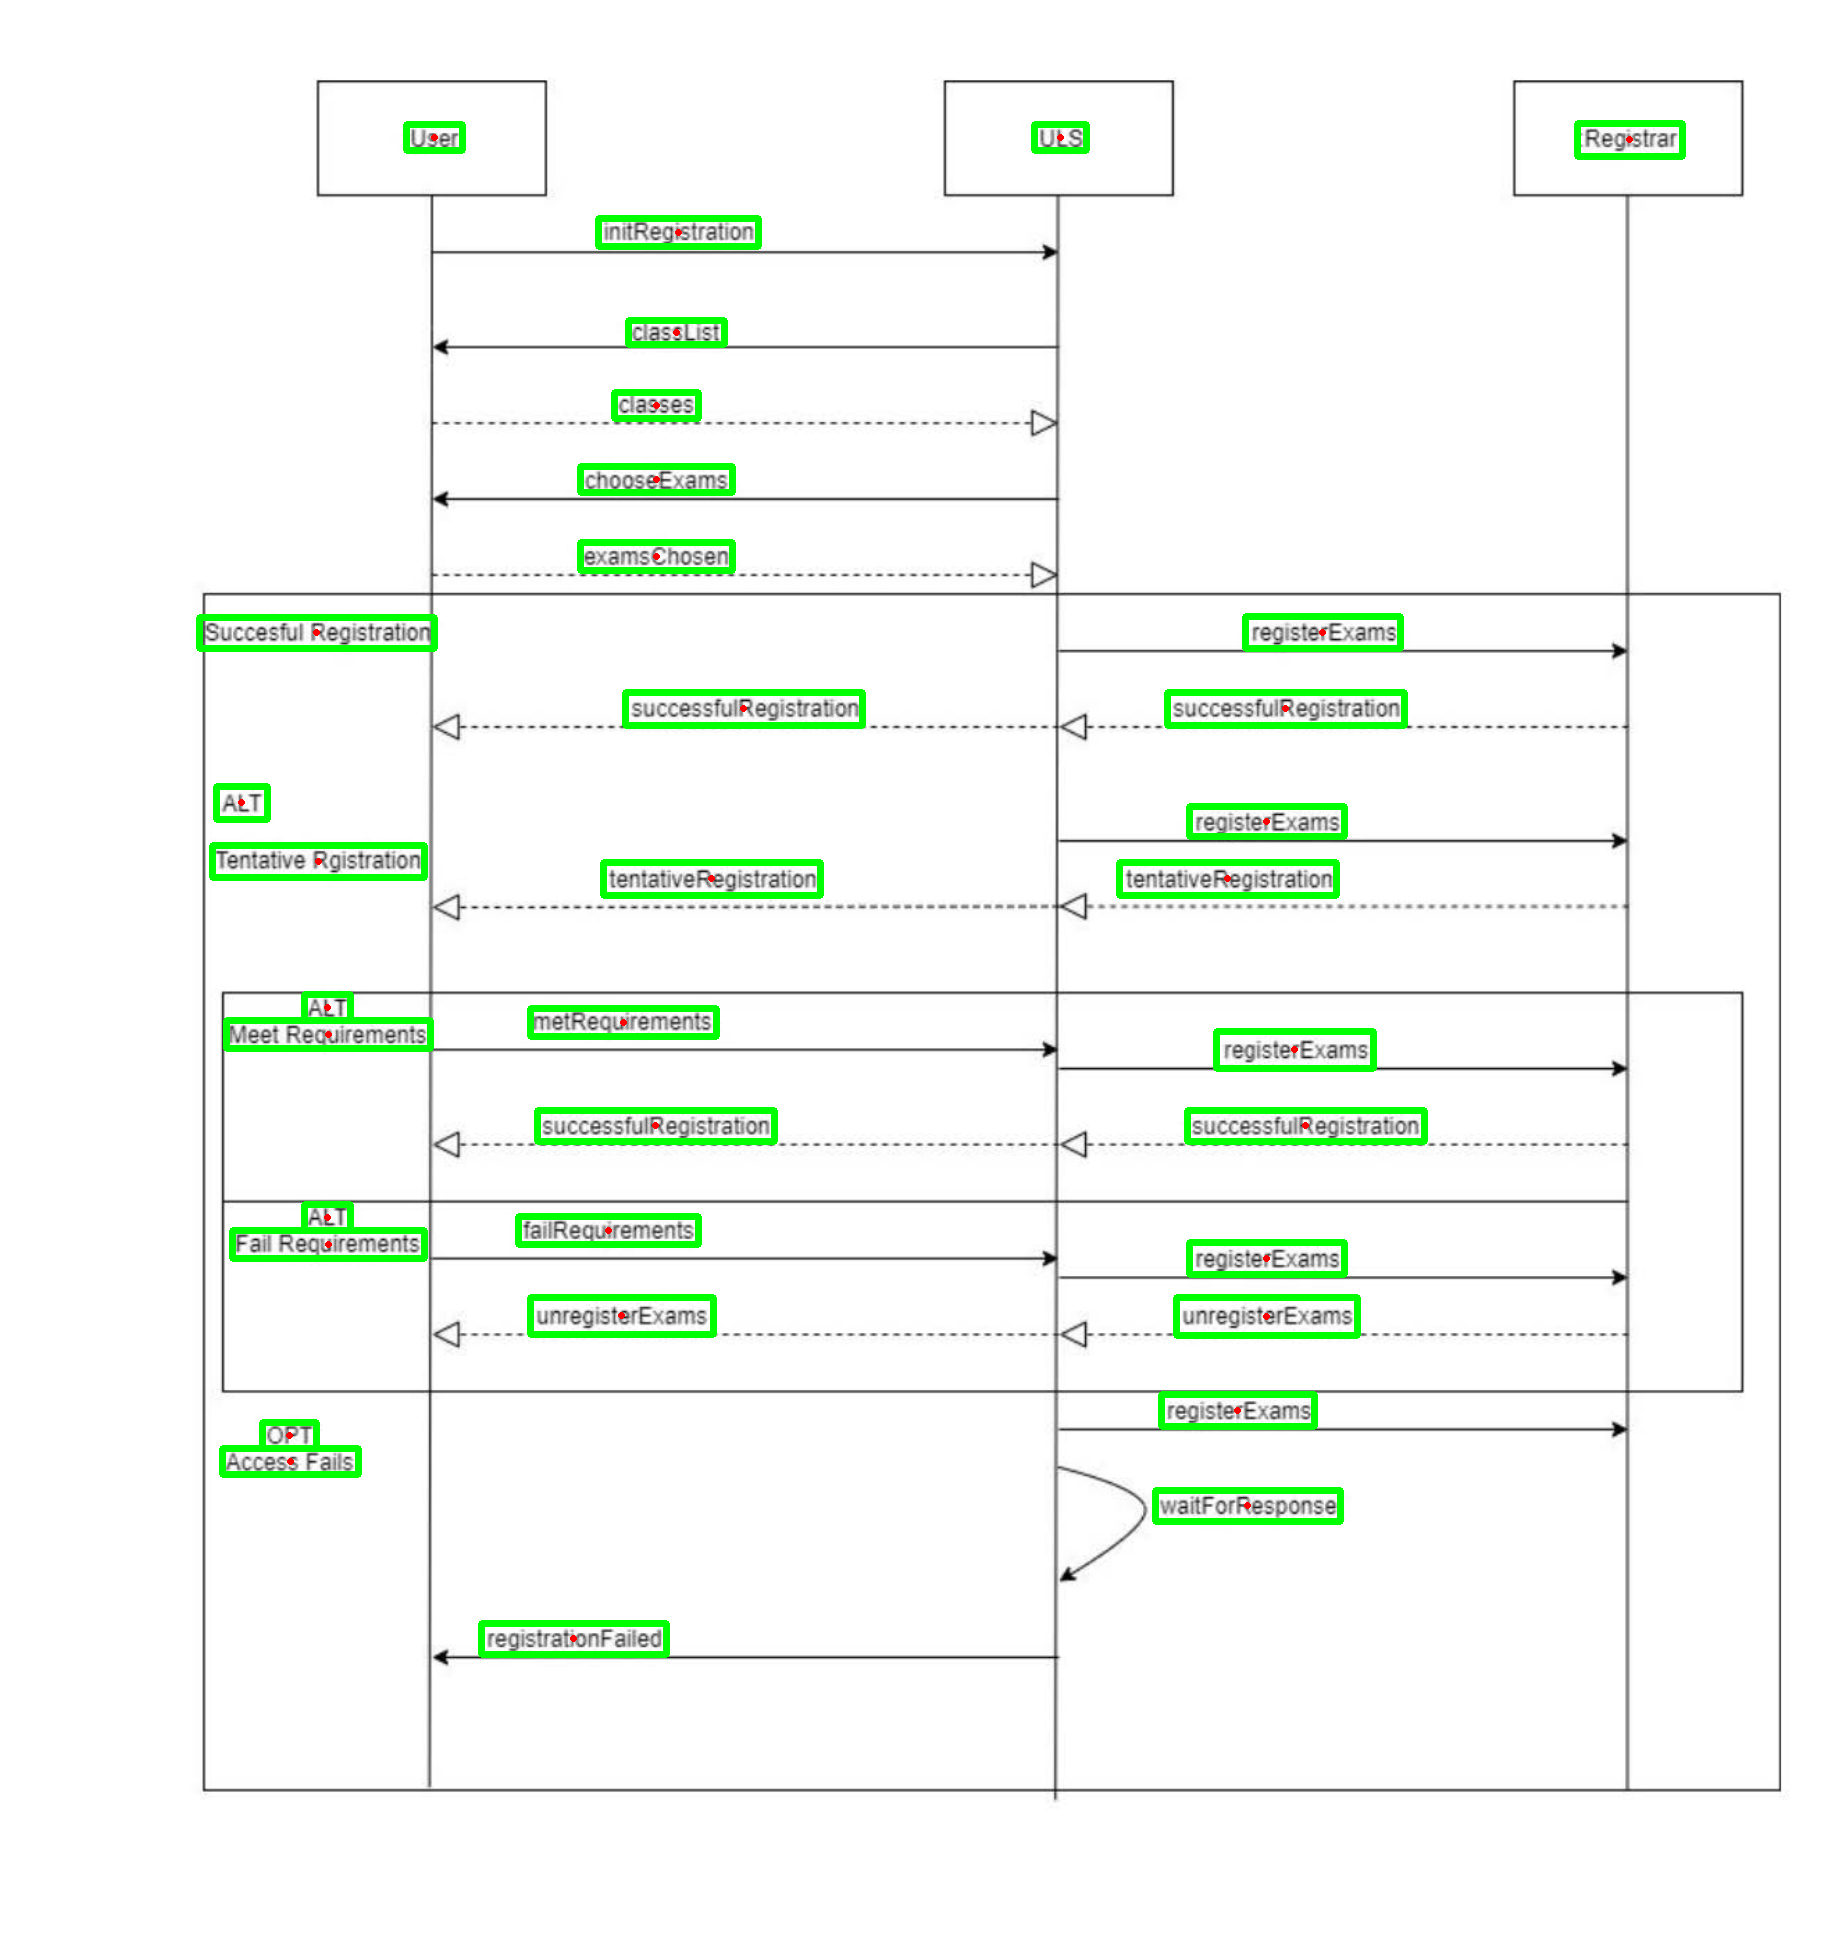 User
ULS
:Registrar
initRegistration
classList
classes
chooseExams
examsChosen
Succesful Registration
registerExams
successfulRegistration
successfulRegistration
ALT
registerExams
Tentative Rgistration
tentativeRegistration
tentativeRegistration
ALT
Meet Requirements
metRequirements
registerExams
successfulRegistration
successfulRegistration
ALT
Fail Requirements
failRequirements
registerExams
unregisterExams
unregisterExams
registerExams
OPT
Access Fails
waitForResponse
registrationFailed